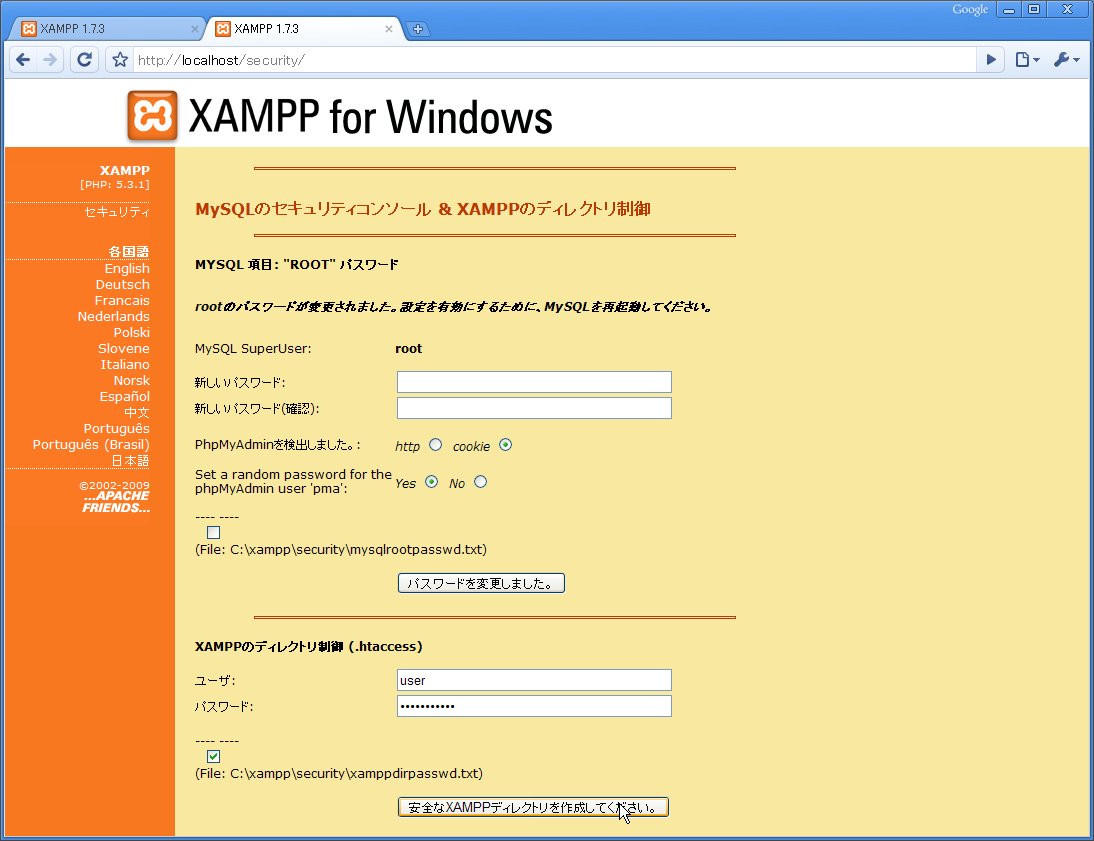 Google
XAMPP 1.7.3
XAMPP 1.7.3
http://localhost/security/
XAMPP for Windows
XAMPP
[PHP: 5.3.1]
セキュリティ
各国語
English
Deutsch
Francais
Nederlands
Polski
Slovene
Italiano
Norsk
Español
中文
Português
Português (Brasil)
日本語
©2002-2009
...APACHE
FRIENDS...
MySQLのセキュリティコンソール & XAMPPのディレクトリ制御
MYSQL 項目: "ROOT" パスワード
rootのパスワードが変更されました。設定を有効にするために、MySQLを再起動してください。
MySQL SuperUser: root
新しいパスワード:
新しいパスワード(確認):
PhpMyAdminを検出しました。: http cookie
Set a random password for the
phpMyAdmin user 'pma': Yes No
---- ----
(File: C:\xampp\security\mysqlrootpasswd.txt)
パスワードを変更しました。
XAMPPのディレクトリ制御 (.htaccess)
ユーザ: user
パスワード: •••••••••••
---- ----
(File: C:\xampp\security\xamppdirpasswd.txt)
安全なXAMPPディレクトリを作成してください。